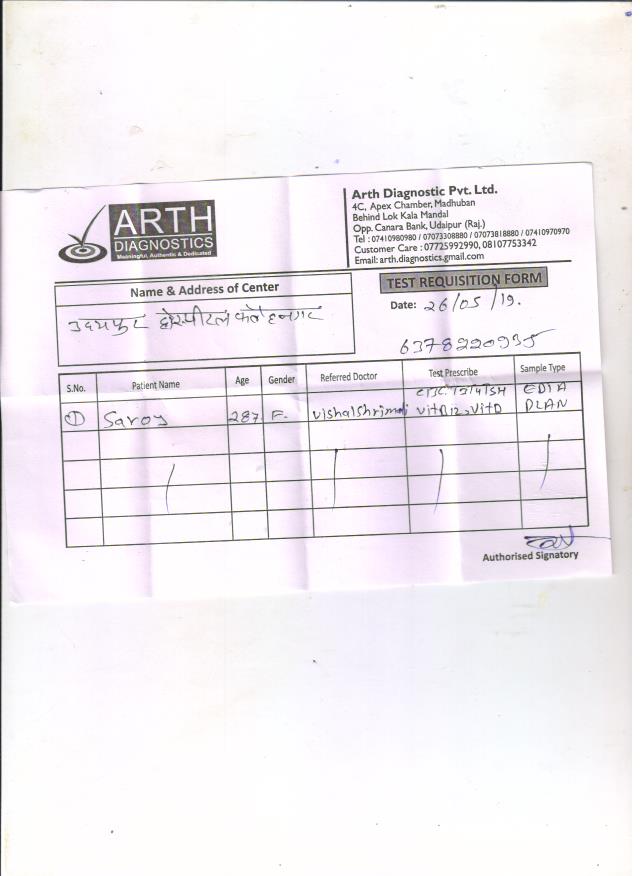 ARTH
DIAGNOSTICS
Meaningful, Authentic & Dedicated
Arth Diagnostic Pvt. Ltd.
4C, Apex Chamber, Madhuban
Behind Lok Kala Mandal
Opp. Canara Bank, Udaipur (Raj.)
Tel : 07410980980 / 07073308880 / 07073818880 / 07410970970
Customer Care : 07725992990, 08107753342
Email: arth.diagnostics.gmail.com
Name & Address of Center
TEST REQUISITION FORM
Date: 26/05/19.
6378220935
S.No. Patient Name Age Gender Referred Doctor Test Prescribe Sample Type
EDTA
1 Saroj F. Vishal Shrimali VitB12, VitD PLAN
Authorised Signatory